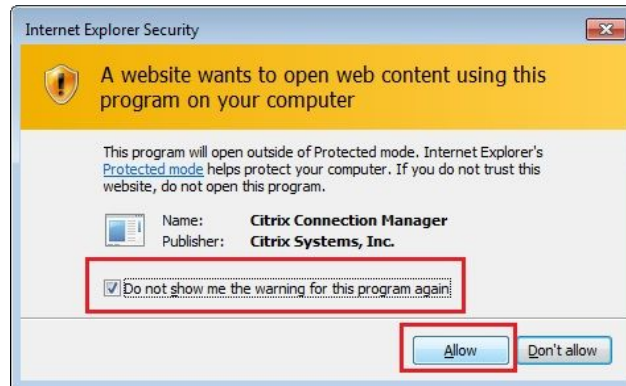 Internet Explorer Security
A website wants to open web content using this
program on your computer
This program will open outside of Protected mode. Internet Explorer's
Protected mode helps protect your computer. If you do not trust this
website, do not open this program.
Name: Citrix Connection Manager
Publisher: Citrix Systems, Inc.
Do not show me the warning for this program again
Allow Don't allow